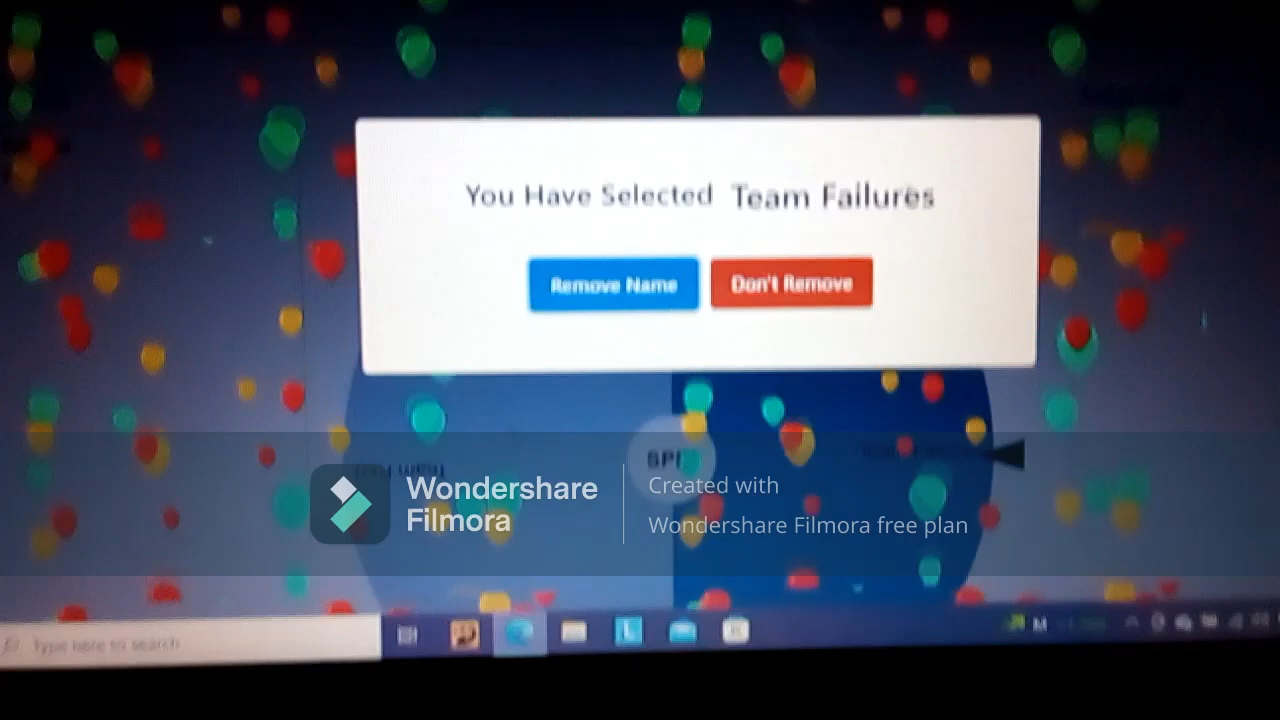 You Have Selected Team Failures
Remove Name Don't Remove
SPI
Wondershare
Filmora
Created with
Wondershare Filmora free plan
Type here to search